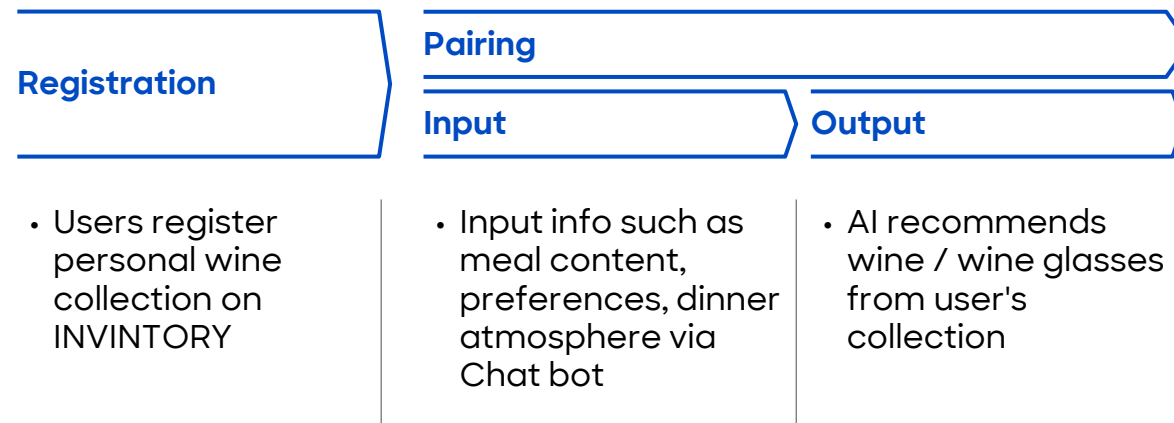 Registration
Pairing
Input
Output
• Users register
personal wine
collection on
INVINTORY
• Input info such as
meal content,
preferences, dinner
atmosphere via
Chat bot
• AI recommends
wine / wine glasses
from user's
collection